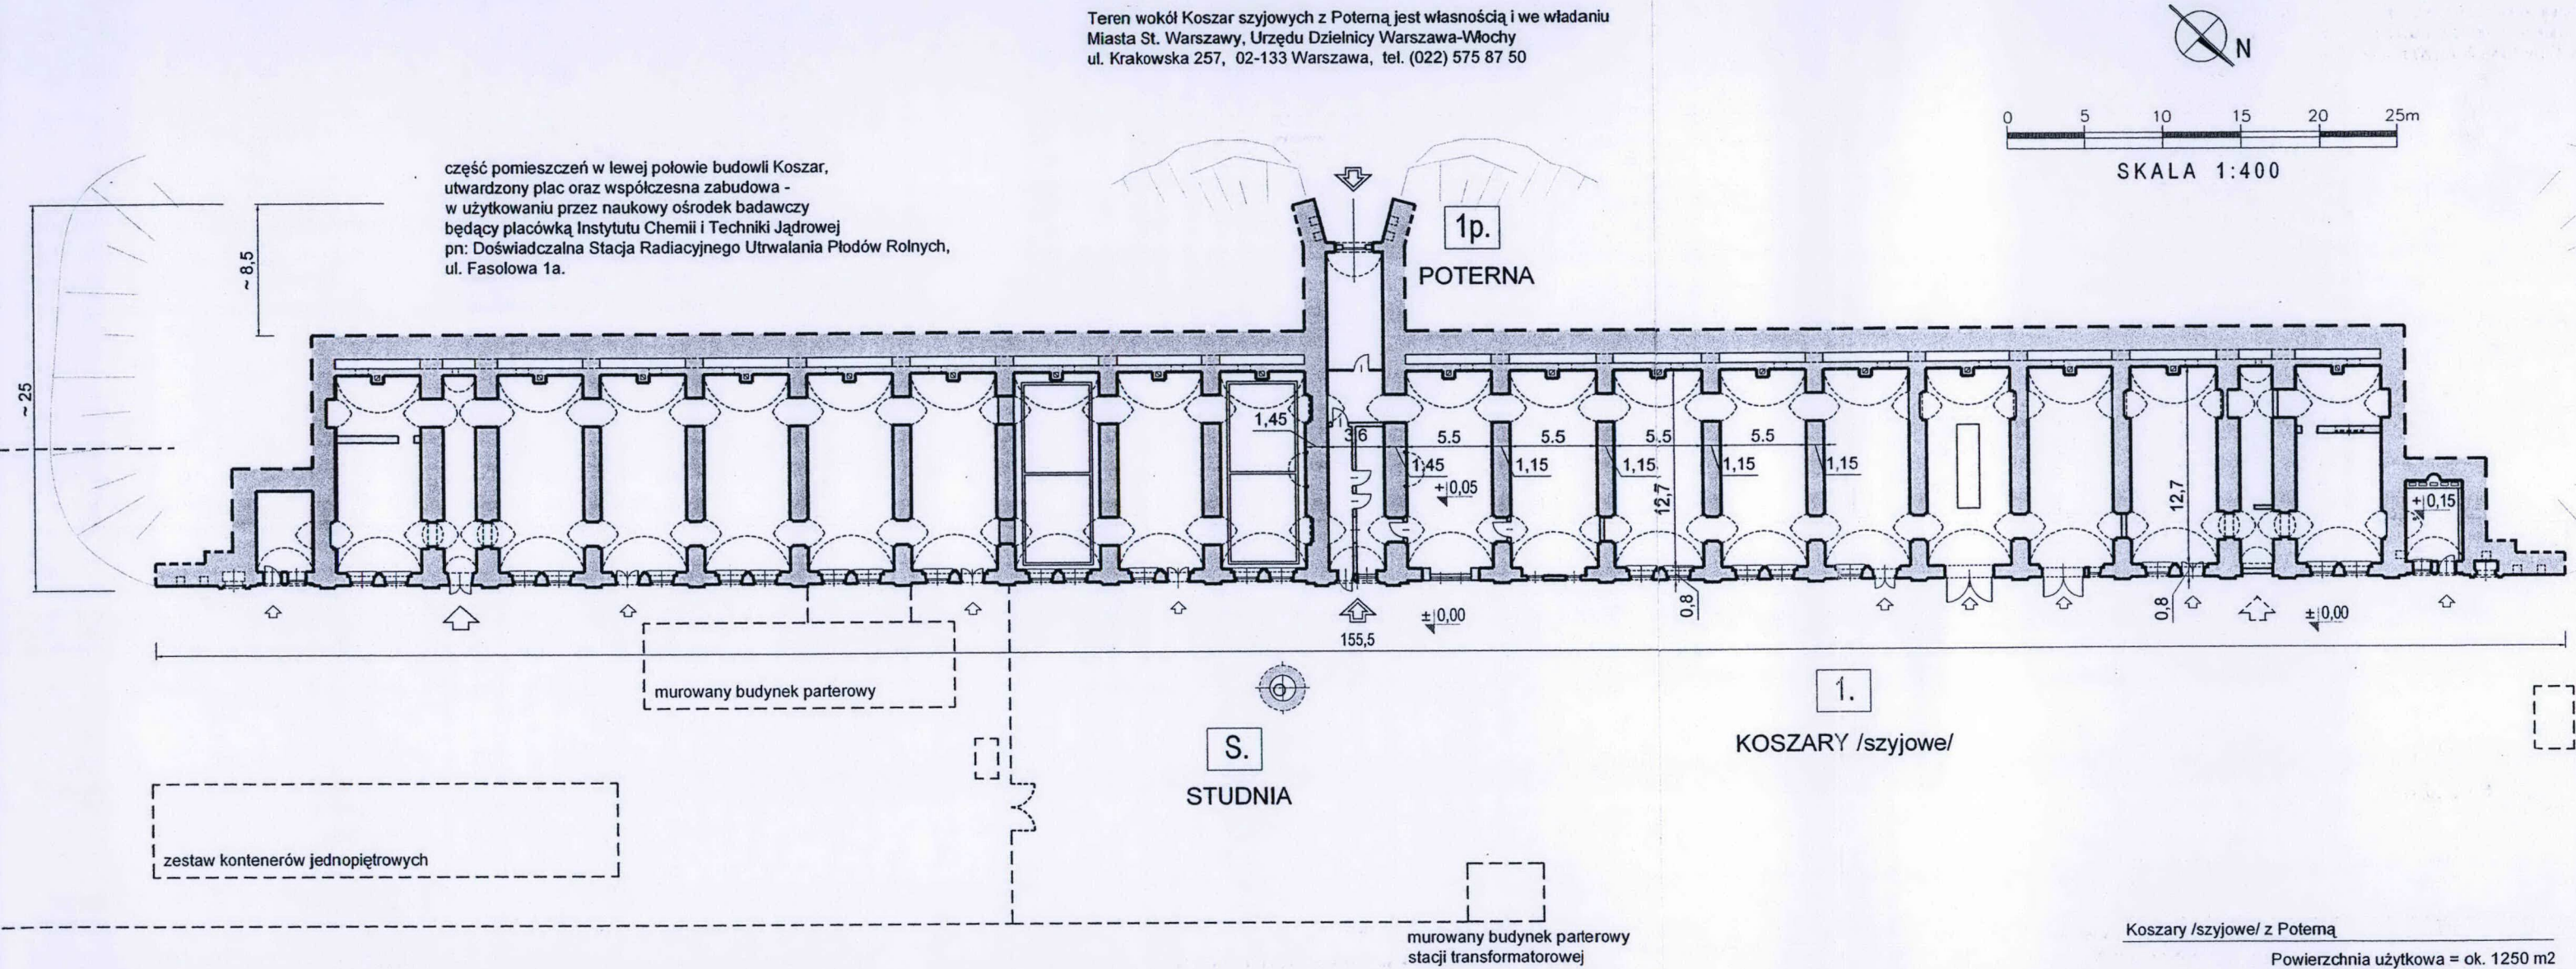 Teren wokół Koszar szyjowych z Poterną jest własnością i we władaniu
Miasta St. Warszawy, Urzędu Dzielnicy Warszawa-Włochy
ul. Krakowska 257, 02-133 Warszawa, tel. (022) 575 87 50
N
0 5 10 15 20 25m
SKALA 1:400
część pomieszczeń w lewej połowie budowli Koszar,
utwardzony plac oraz współczesna zabudowa -
w użytkowaniu przez naukowy ośrodek badawczy
będący placówką Instytutu Chemii i Techniki Jądrowej
pn: Doświadczalna Stacja Radiacyjnego Utrwalania Płodów Rolnych,
ul. Fasolowa 1a.
1p.
POTERNA
~ 8,5
~ 25
1,45
3,6
5.5
5.5
5.5
5.5
1,45
1,15
1,15
1,15
1,15
+0,05
12,7
12,7
+0,15
0,8
0,8
±0,00
±0,00
155,5
murowany budynek parterowy
1.
KOSZARY /szyjowe/
S.
STUDNIA
zestaw kontenerów jednopiętrowych
murowany budynek parterowy
stacji transformatorowej
Koszary /szyjowe/ z Poterną
Powierzchnia użytkowa = ok. 1250 m2